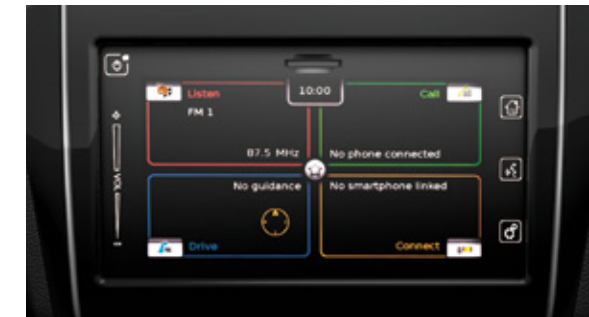 10:00
Listen
FM 1
87.5 MHz
Call
No phone connected
VOL
No guidance
Drive
No smartphone linked
Connect